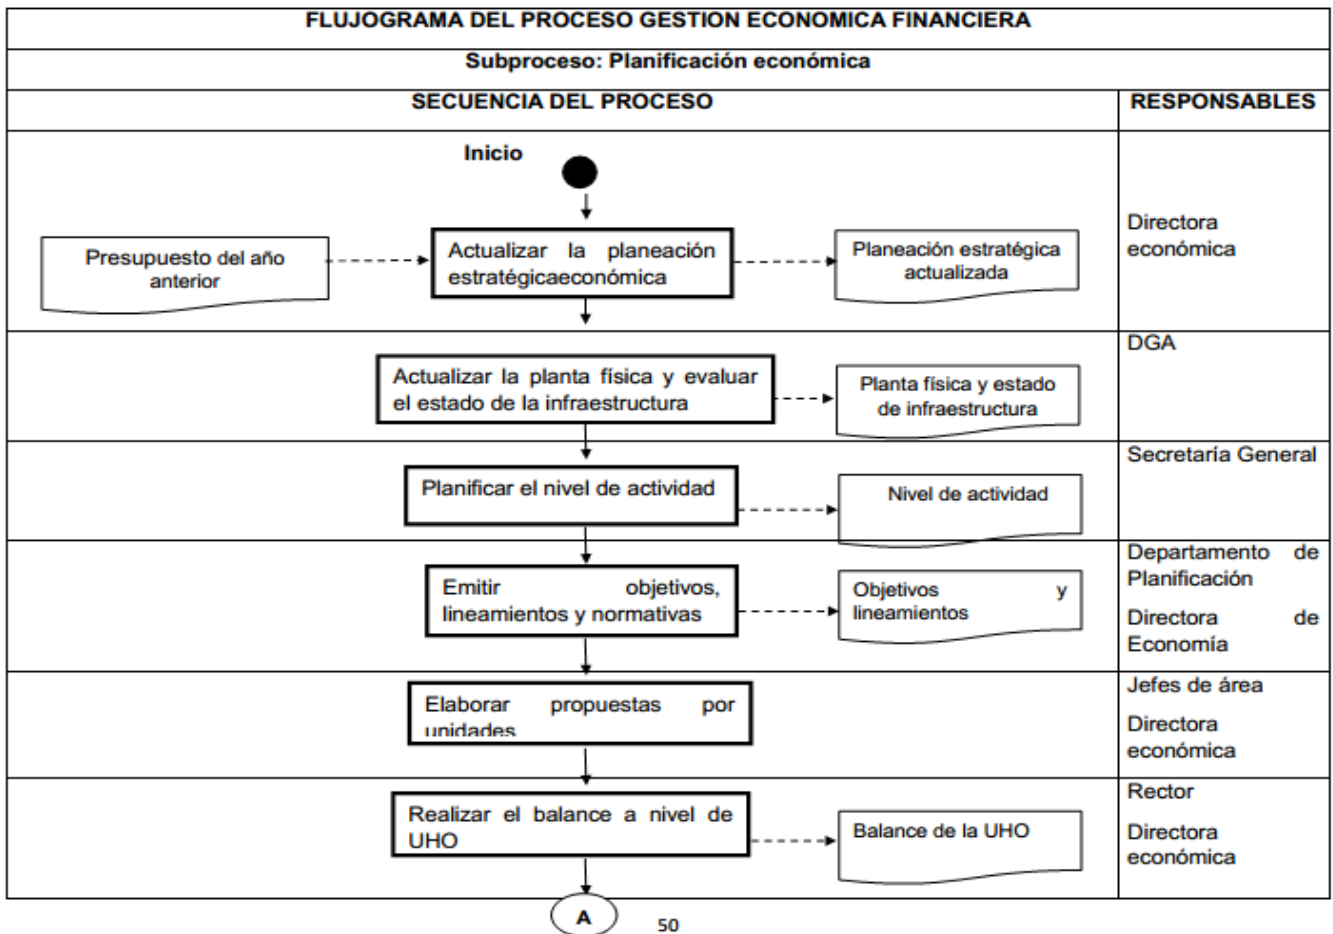 FLUJOGRAMA DEL PROCESO GESTION ECONOMICA FINANCIERA
Subproceso: Planificación económica
SECUENCIA DEL PROCESO
RESPONSABLES
Inicio
Presupuesto del año
anterior
Actualizar la planeación
estratégicaeconómica
Planeación estratégica
actualizada
Directora
económica
Actualizar la planta física y evaluar
el estado de la infraestructura
Planta física y estado
de infraestructura
DGA
Planificar el nivel de actividad
Nivel de actividad
Secretaría General
Emitir objetivos,
lineamientos y normativas
Objetivos y
lineamientos
Departamento de
Planificación
Directora de
Economía
Elaborar propuestas por
unidades
Jefes de área
Directora
económica
Realizar el balance a nivel de
UHO
Balance de la UHO
Rector
Directora
económica
A
50